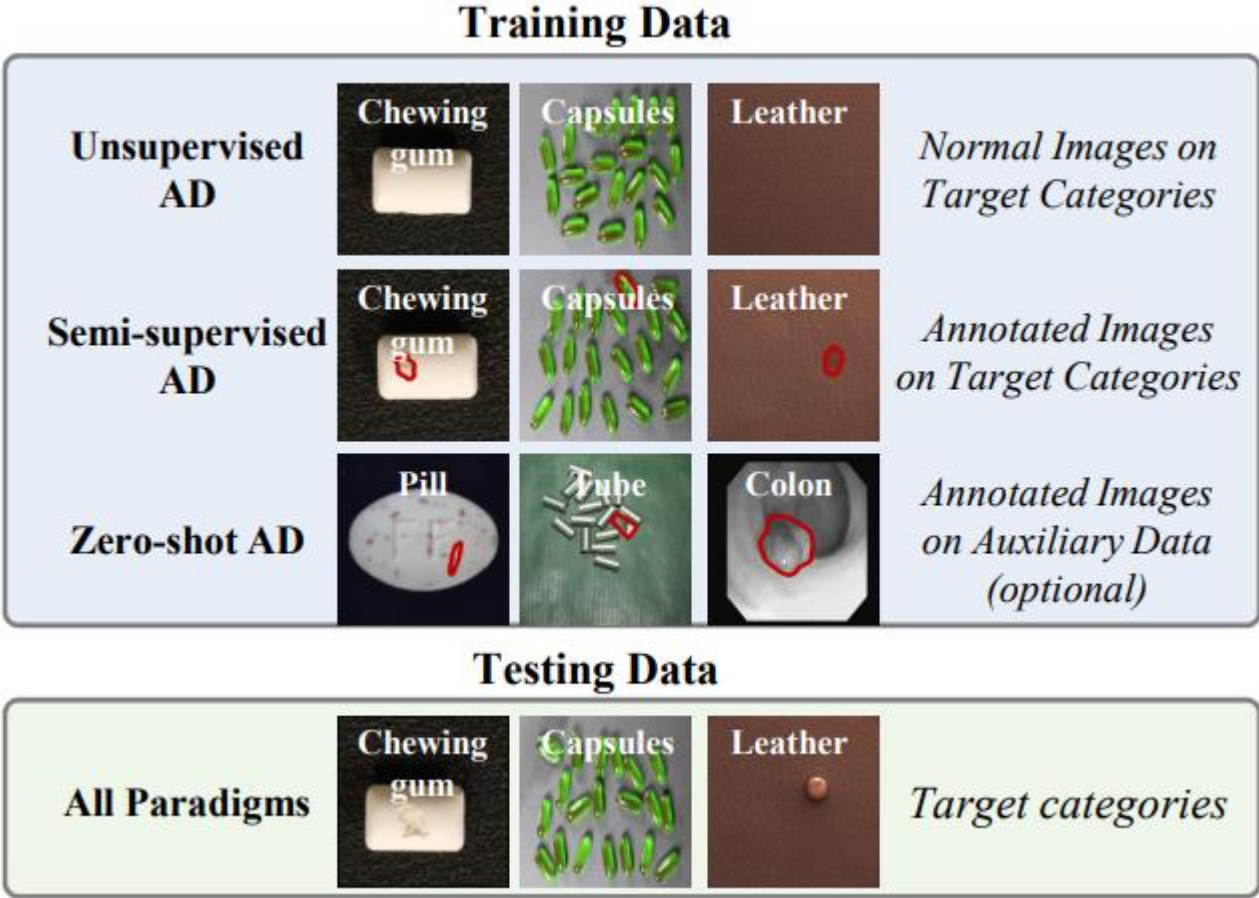 Training Data
Unsupervised
AD
Chewing
gum
Capsules
Leather
Normal Images on
Target Categories
Semi-supervised
AD
Chewing
gum
Capsules
Leather
Annotated Images
on Target Categories
Zero-shot AD
Pill
Tube
Colon
Annotated Images
on Auxiliary Data
(optional)
Testing Data
All Paradigms
Chewing
gum
Capsules
Leather
Target categories